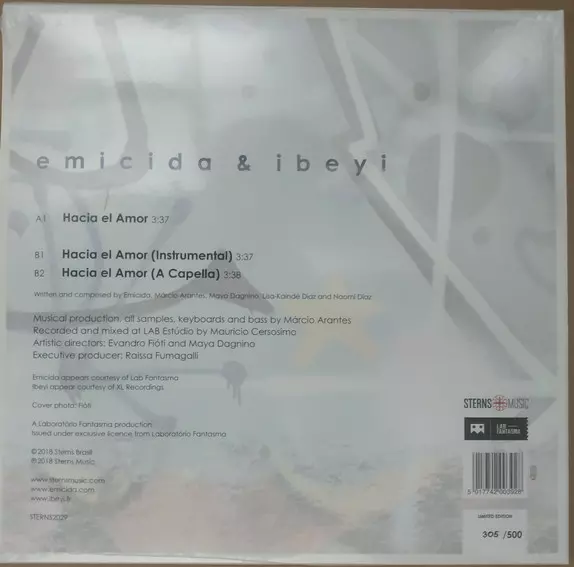 emicida & ibeyi
A1 Hacia el Amor 3:37
B1 Hacia el Amor (Instrumental) 3:37
B2 Hacia el Amor (A Capella) 3:38
Written and composed by Emicida, Márcio Arantes, Maya Dagnino, Lisa-Kaindé Diaz and Naomi Diaz
Musical production, all samples, keyboards and bass by Márcio Arantes
Recorded and mixed at LAB Estúdio by Mauricio Cersosimo
Artistic directors: Evandro Fióti and Maya Dagnino
Executive producer: Raissa Fumagalli
Emicida appears courtesy of Lab Fantasma
Ibeyi appear courtesy of XL Recordings
Cover photo: Fióti
A Laboratório Fantasma production
Issued under exclusive licence from Laboratório Fantasma
©2018 Sterns Brasil
℗2018 Sterns Music
www.sternsmusic.com
www.emicida.com
www.ibeyi.fr
STERNS2029
STERNS MUSIC
LAB
FANTASMA
LIMITED EDITION
305 /500